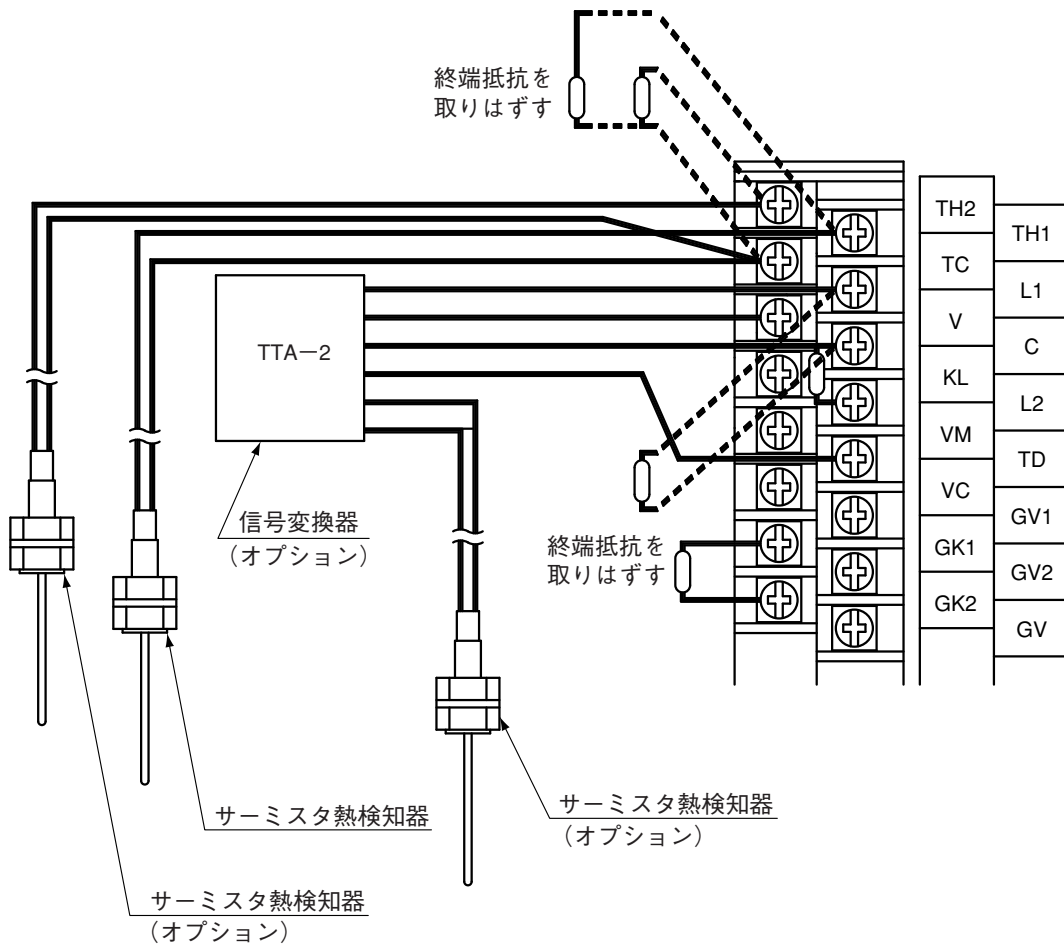 終端抵抗を
取りはずす
TH2
TH1
TC
L1
V
C
KL
L2
VM
TD
VC
GV1
GK1
GV2
GK2
GV
TTA−2
信号変換器
（オプション）
終端抵抗を
取りはずす
サーミスタ熱検知器
サーミスタ熱検知器
（オプション）
サーミスタ熱検知器
（オプション）